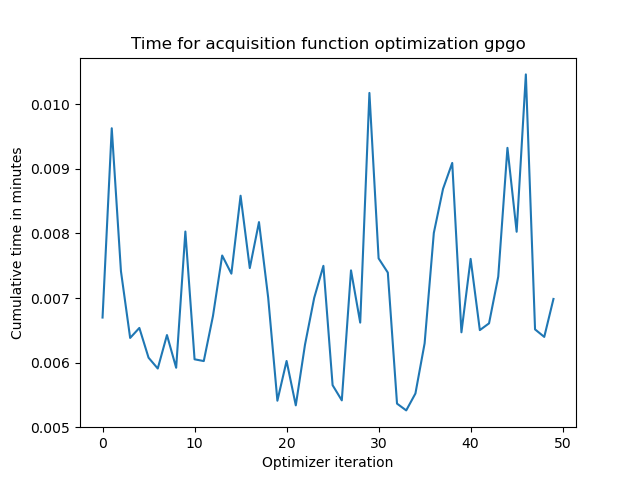 Time for acquisition function optimization gpgo
Cumulative time in minutes
0.010
0.009
0.008
0.007
0.006
0.005
0 10 20 30 40 50
Optimizer iteration